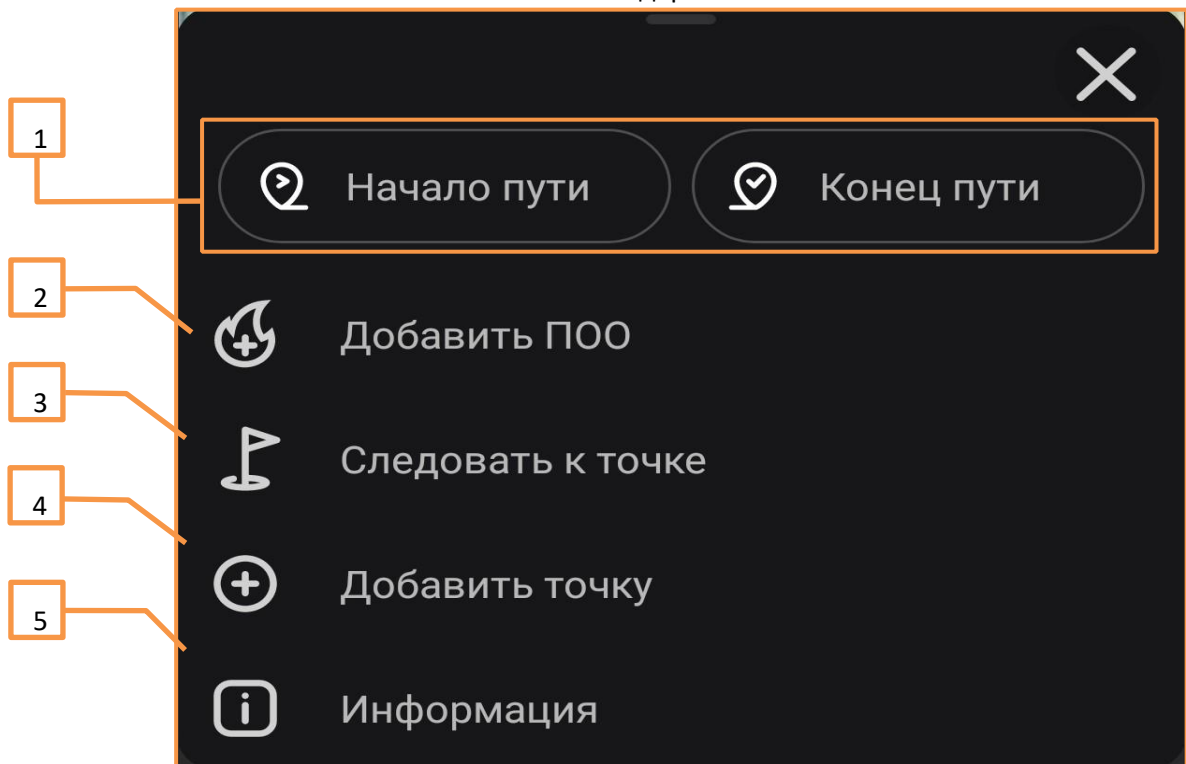 1
Начало пути
Конец пути
2
Добавить ПОО
3
Следовать к точке
4
Добавить точку
5
Информация